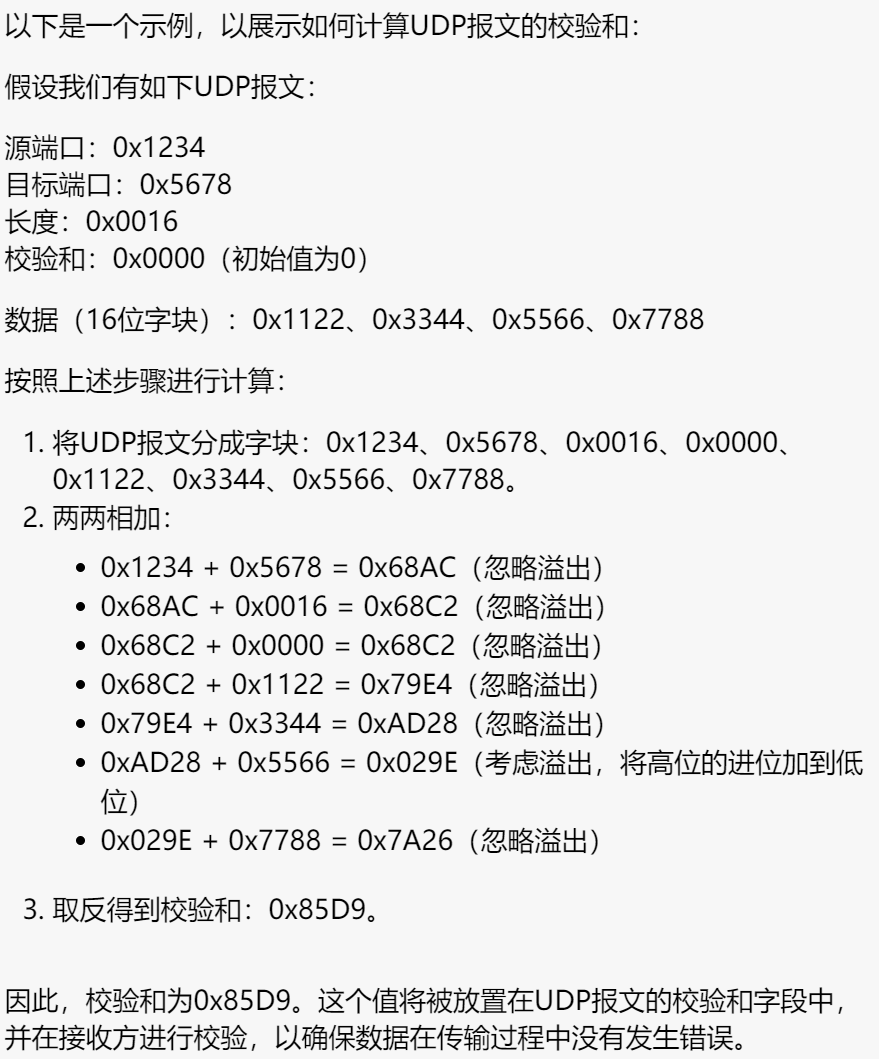 以下是一个示例，以展示如何计算UDP报文的校验和：
假设我们有如下UDP报文：
源端口：0x1234
目标端口：0x5678
长度：0x0016
校验和：0x0000（初始值为0）
数据（16位字块）：0x1122、0x3344、0x5566、0x7788
按照上述步骤进行计算：
1. 将UDP报文分成字块：0x1234、0x5678、0x0016、0x0000、
0x1122、0x3344、0x5566、0x7788。
2. 两两相加：
• 0x1234 + 0x5678 = 0x68AC（忽略溢出）
• 0x68AC + 0x0016 = 0x68C2（忽略溢出）
• 0x68C2 + 0x0000 = 0x68C2（忽略溢出）
• 0x68C2 + 0x1122 = 0x79E4（忽略溢出）
• 0x79E4 + 0x3344 = 0xAD28（忽略溢出）
• 0xAD28 + 0x5566 = 0x029E（考虑溢出，将高位的进位加到低
位）
• 0x029E + 0x7788 = 0x7A26（忽略溢出）
3. 取反得到校验和：0x85D9。
因此，校验和为0x85D9。这个值将被放置在UDP报文的校验和字段中，
并在接收方进行校验，以确保数据在传输过程中没有发生错误。